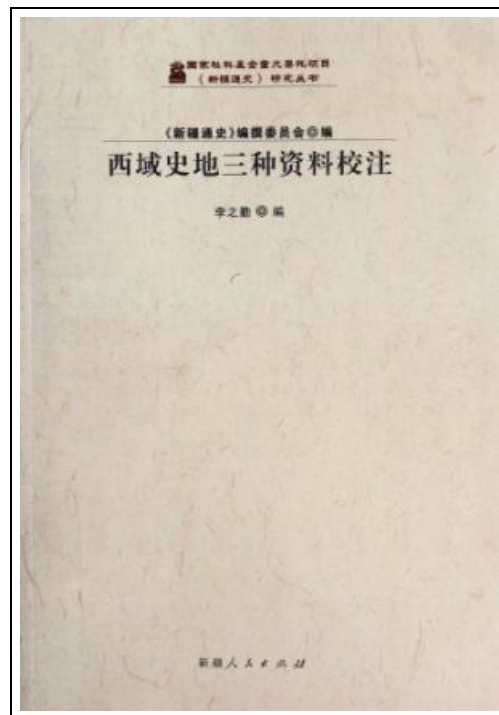 国家社科基金重大委托项目
《新疆通史》研究丛书
《新疆通史》编撰委员会◎编
西域史地三种资料校注
李之勤◎编
新疆人民出版社